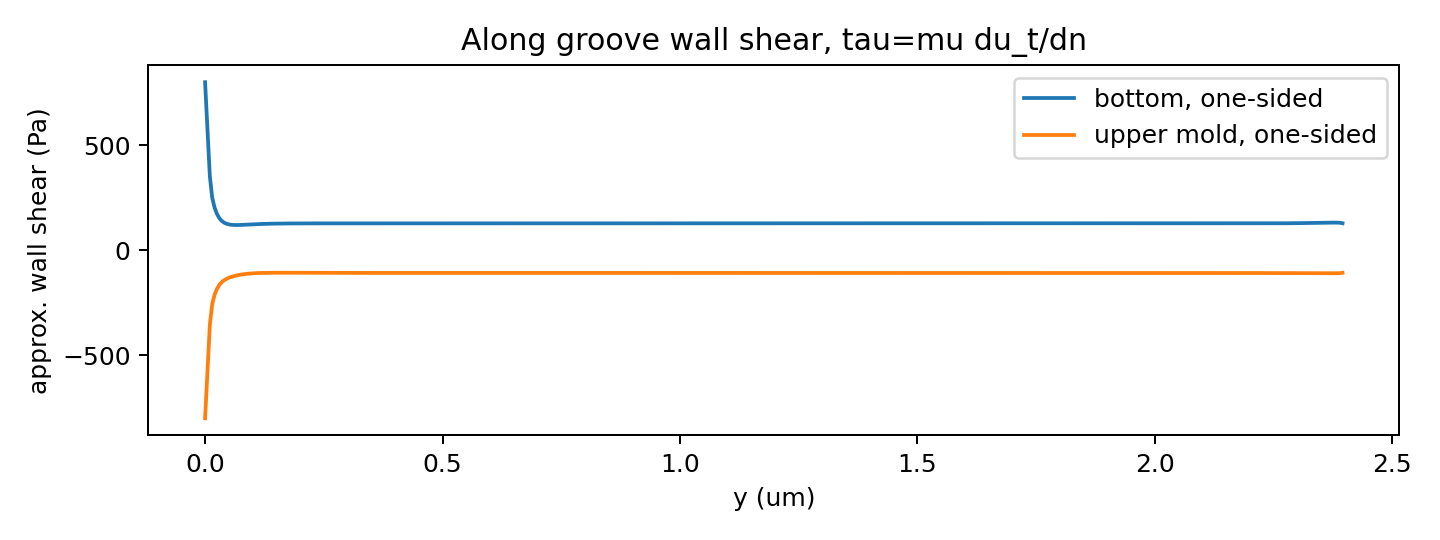 Along groove wall shear, tau=mu du_t/dn
bottom, one-sided
upper mold, one-sided
approx. wall shear (Pa)
500
0
−500
0.0
0.5
1.0
1.5
2.0
2.5
y (um)